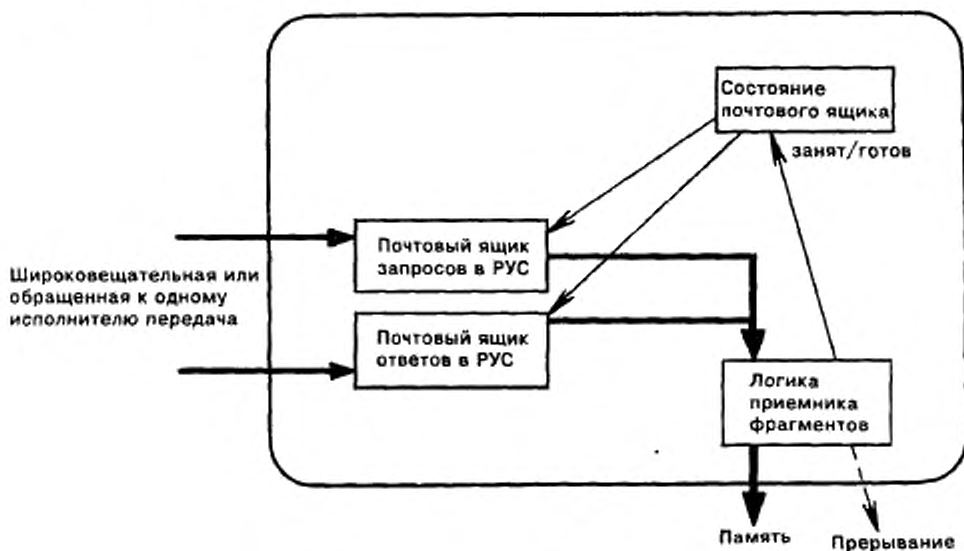 Состояние
почтового ящика
занят/готов
Почтовый ящик
запросов в РУС
Широковещательная или
обращенная к одному
исполнителю передача
Почтовый ящик
ответов в РУС
Логика
приемника
фрагментов
Память
Прерывание